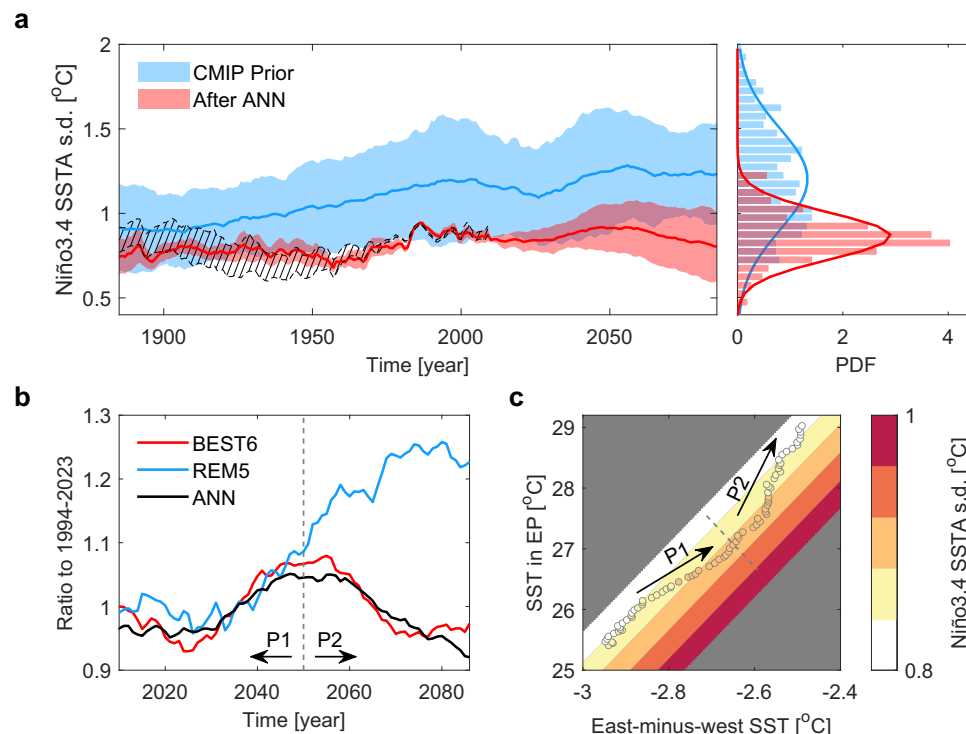 a
Niño3.4 SSTA s.d. [°C]
2
1.5
1
0.5
CMIP Prior
After ANN
1900
1950
2000
2050
Time [year]
0
2
4
PDF
b
Ratio to 1994-2023
1.3
1.2
1.1
1
0.9
BEST6
REM5
ANN
P1
P2
2020
2040
2060
2080
Time [year]
c
SST in EP [°C]
29
28
27
26
25
P1
P2
-3
-2.8
-2.6
-2.4
East-minus-west SST [°C]
1
0.8
Niño3.4 SSTA s.d. [°C]